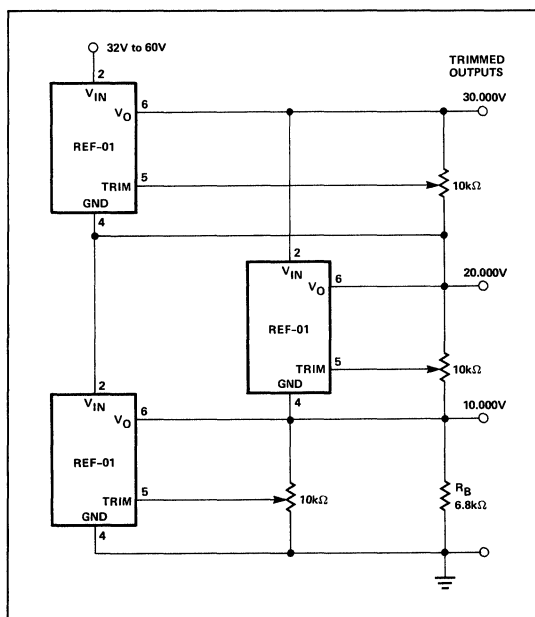 32V to 60V
2
VIN
VO
6
REF-01
TRIM
5
GND
4
TRIMMED
OUTPUTS
30.000V
10kΩ
2
VIN
VO
6
REF-01
TRIM
5
GND
4
20.000V
10kΩ
10.000V
2
VIN
VO
6
REF-01
TRIM
5
GND
4
10kΩ
RB
6.8kΩ